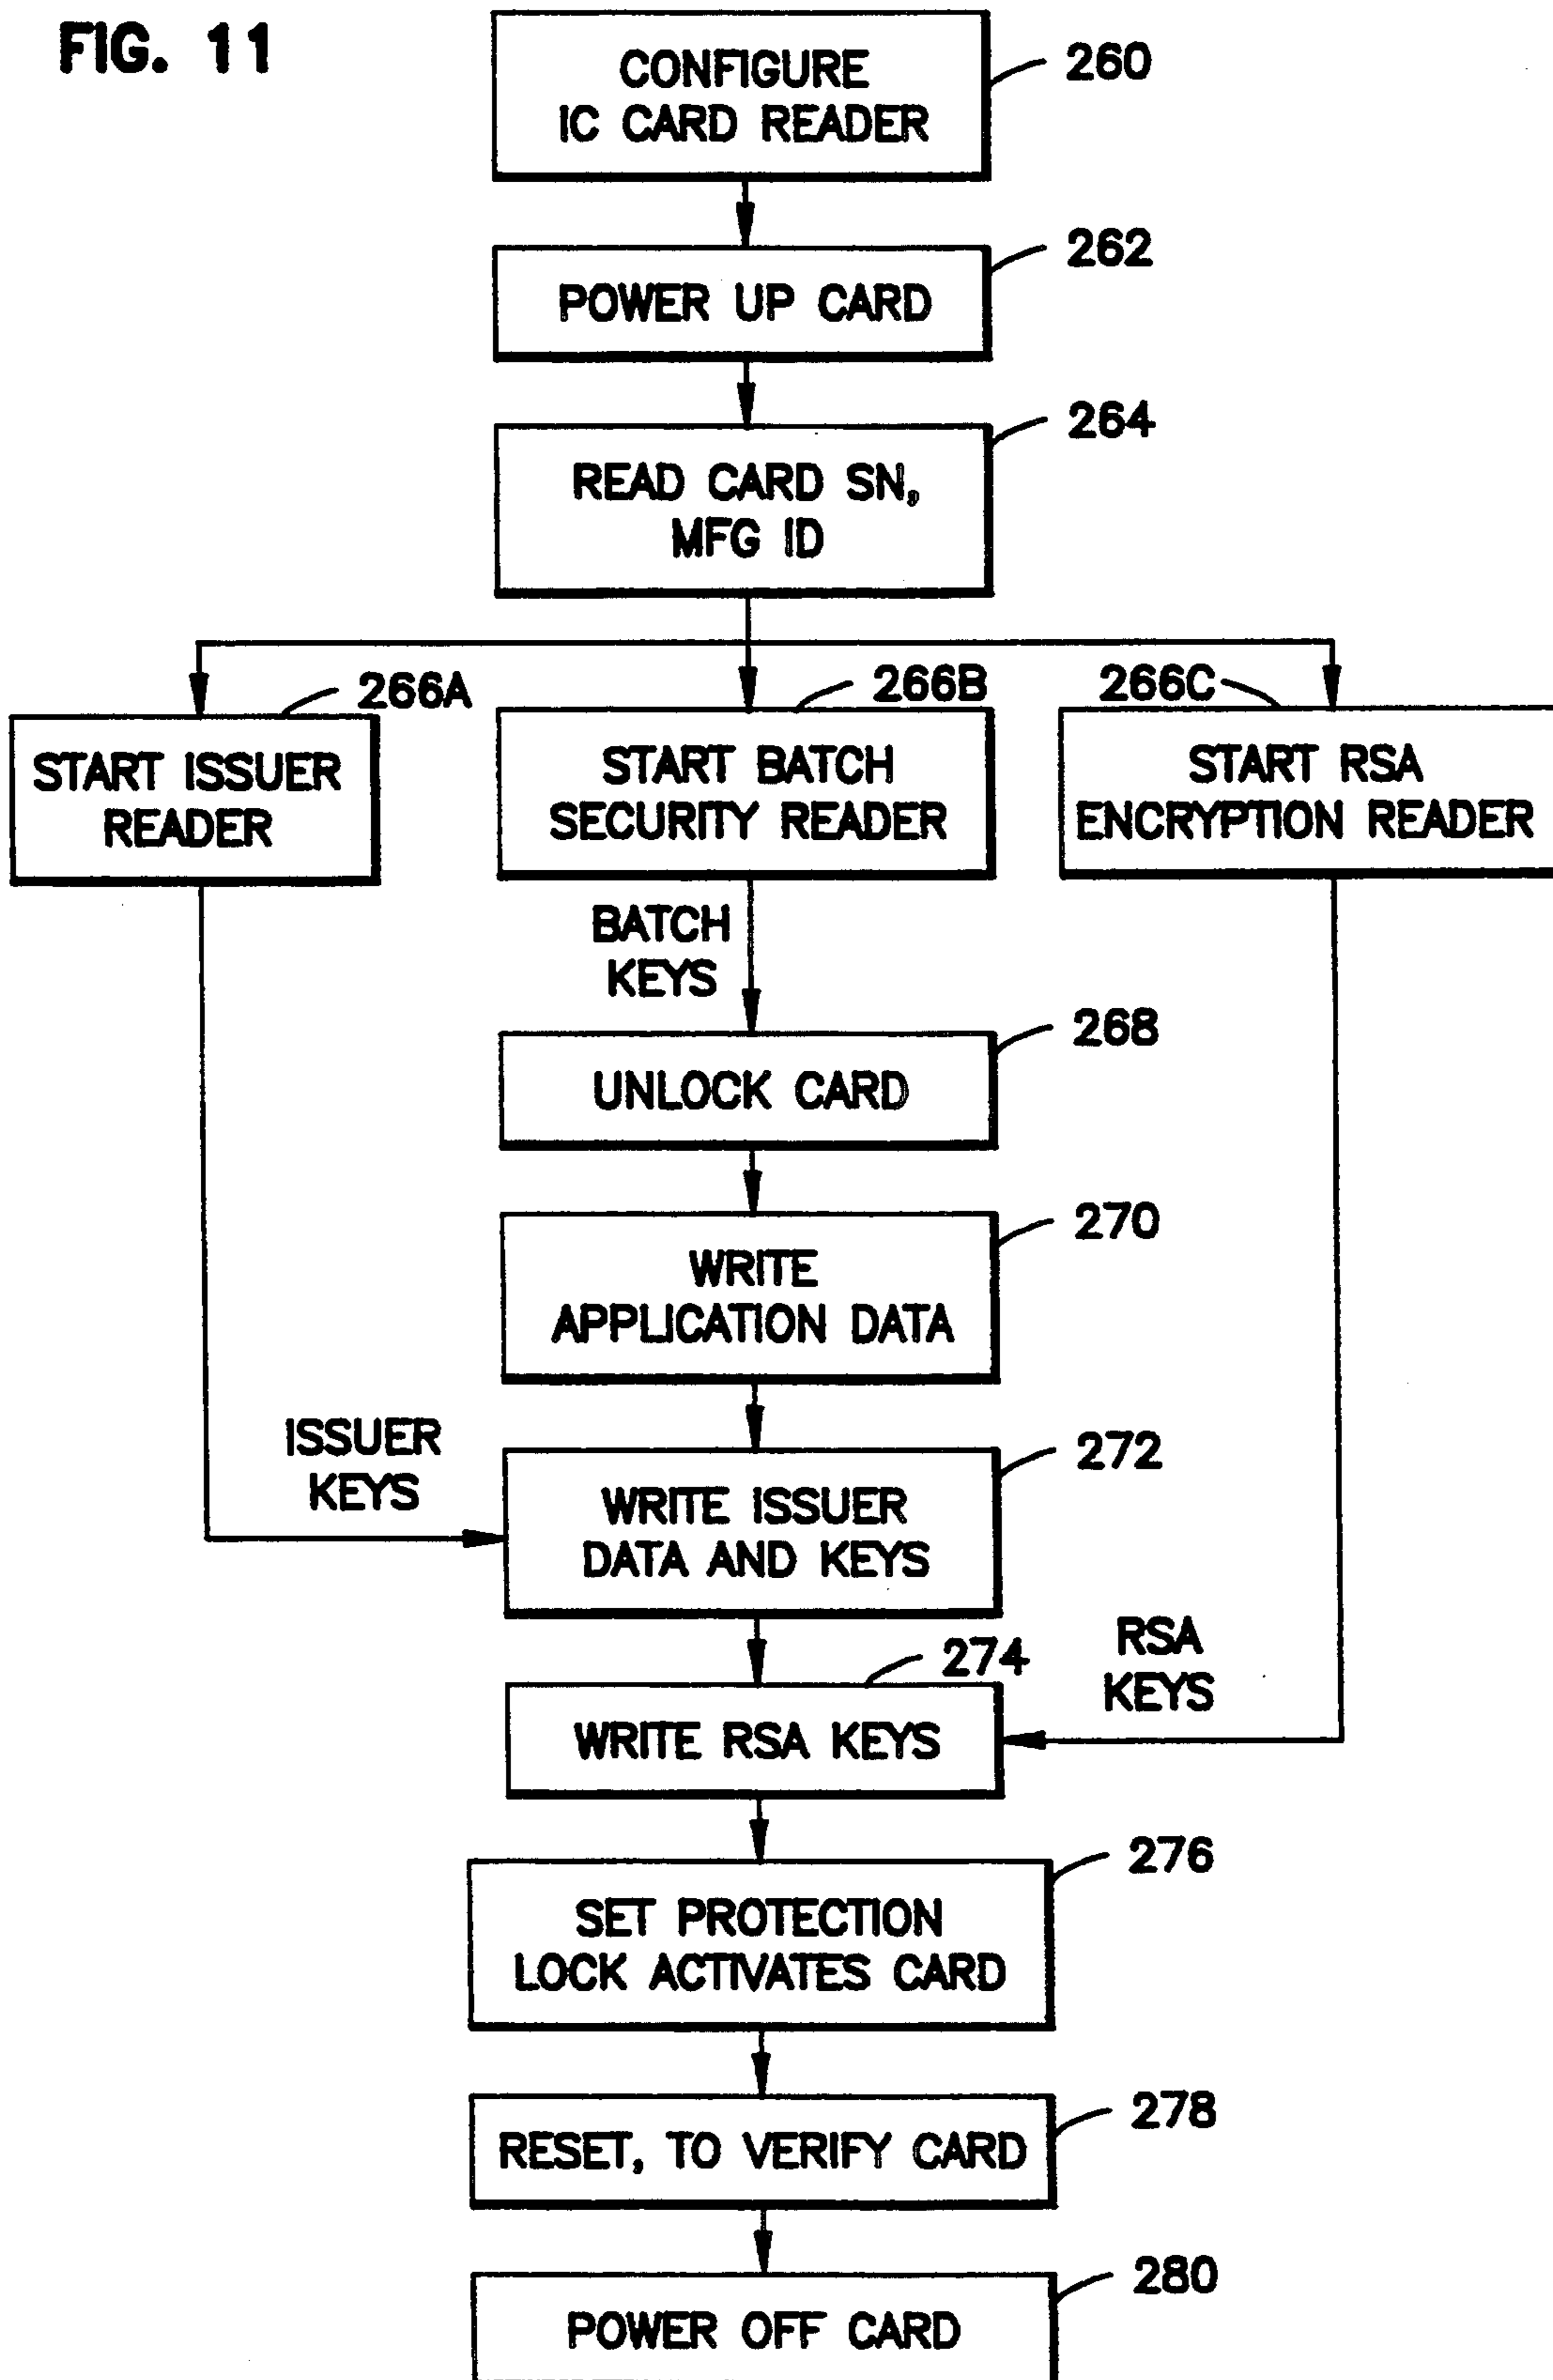 FIG. 11
CONFIGURE
IC CARD READER
260
POWER UP CARD
262
READ CARD SN,
MFG ID
264
266A
START ISSUER
READER
266B
START BATCH
SECURITY READER
266C
START RSA
ENCRYPTION READER
BATCH
KEYS
UNLOCK CARD
268
WRITE
APPLICATION DATA
270
ISSUER
KEYS
WRITE ISSUER
DATA AND KEYS
272
RSA
KEYS
274
WRITE RSA KEYS
SET PROTECTION
LOCK ACTIVATES CARD
276
RESET, TO VERIFY CARD
278
POWER OFF CARD
280